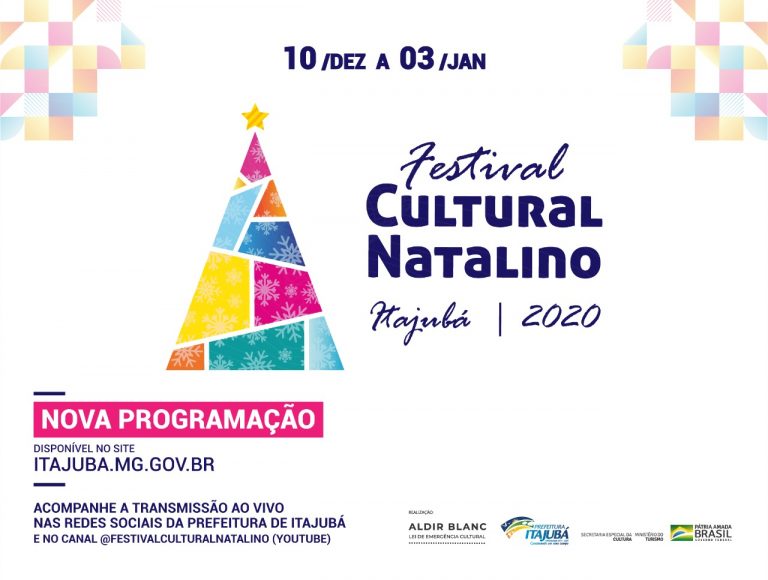 10 /DEZ A 03 /JAN
Festival
CULTURAL
NATALINO
Itajubá | 2020
NOVA PROGRAMAÇÃO
DISPONÍVEL NO SITE
ITAJUBA.MG.GOV.BR
ACOMPANHE A TRANSMISSÃO AO VIVO
NAS REDES SOCIAIS DA PREFEITURA DE ITAJUBÁ
E NO CANAL @FESTIVALCULTURALNATALINO (YOUTUBE)
REALIZAÇÃO:
ALDIR BLANC
LEI DE EMERGÊNCIA CULTURAL
PREFEITURA
ITAJUBÁ
SECRETARIA ESPECIAL DA
CULTURA
MINISTÉRIO DO
TURISMO
PÁTRIA AMADA
BRASIL
GOVERNO FEDERAL